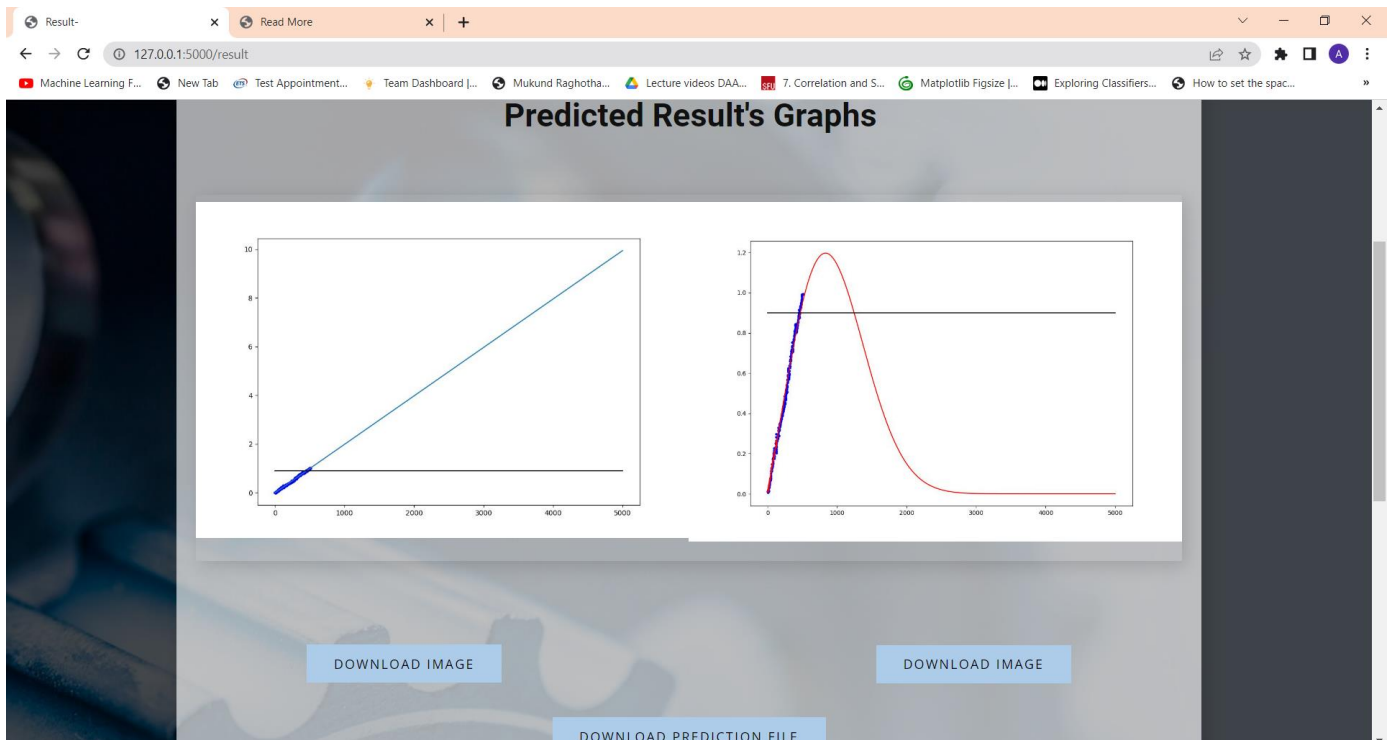 Result-
Read More
127.0.0.1:5000/result
Machine Learning F...
New Tab
Test Appointment...
Team Dashboard |...
Mukund Raghotha...
Lecture videos DAA...
SFU
7. Correlation and S...
Matplotlib Figsize |...
Exploring Classifiers...
How to set the spac...
»
A
Predicted Result's Graphs
10
8
6
4
2
0
0 1000 2000 3000 4000 5000
1.2
1.0
0.8
0.6
0.4
0.2
0.0
0 1000 2000 3000 4000 5000
DOWNLOAD IMAGE
DOWNLOAD IMAGE
DOWNLOAD PREDICTION FILE